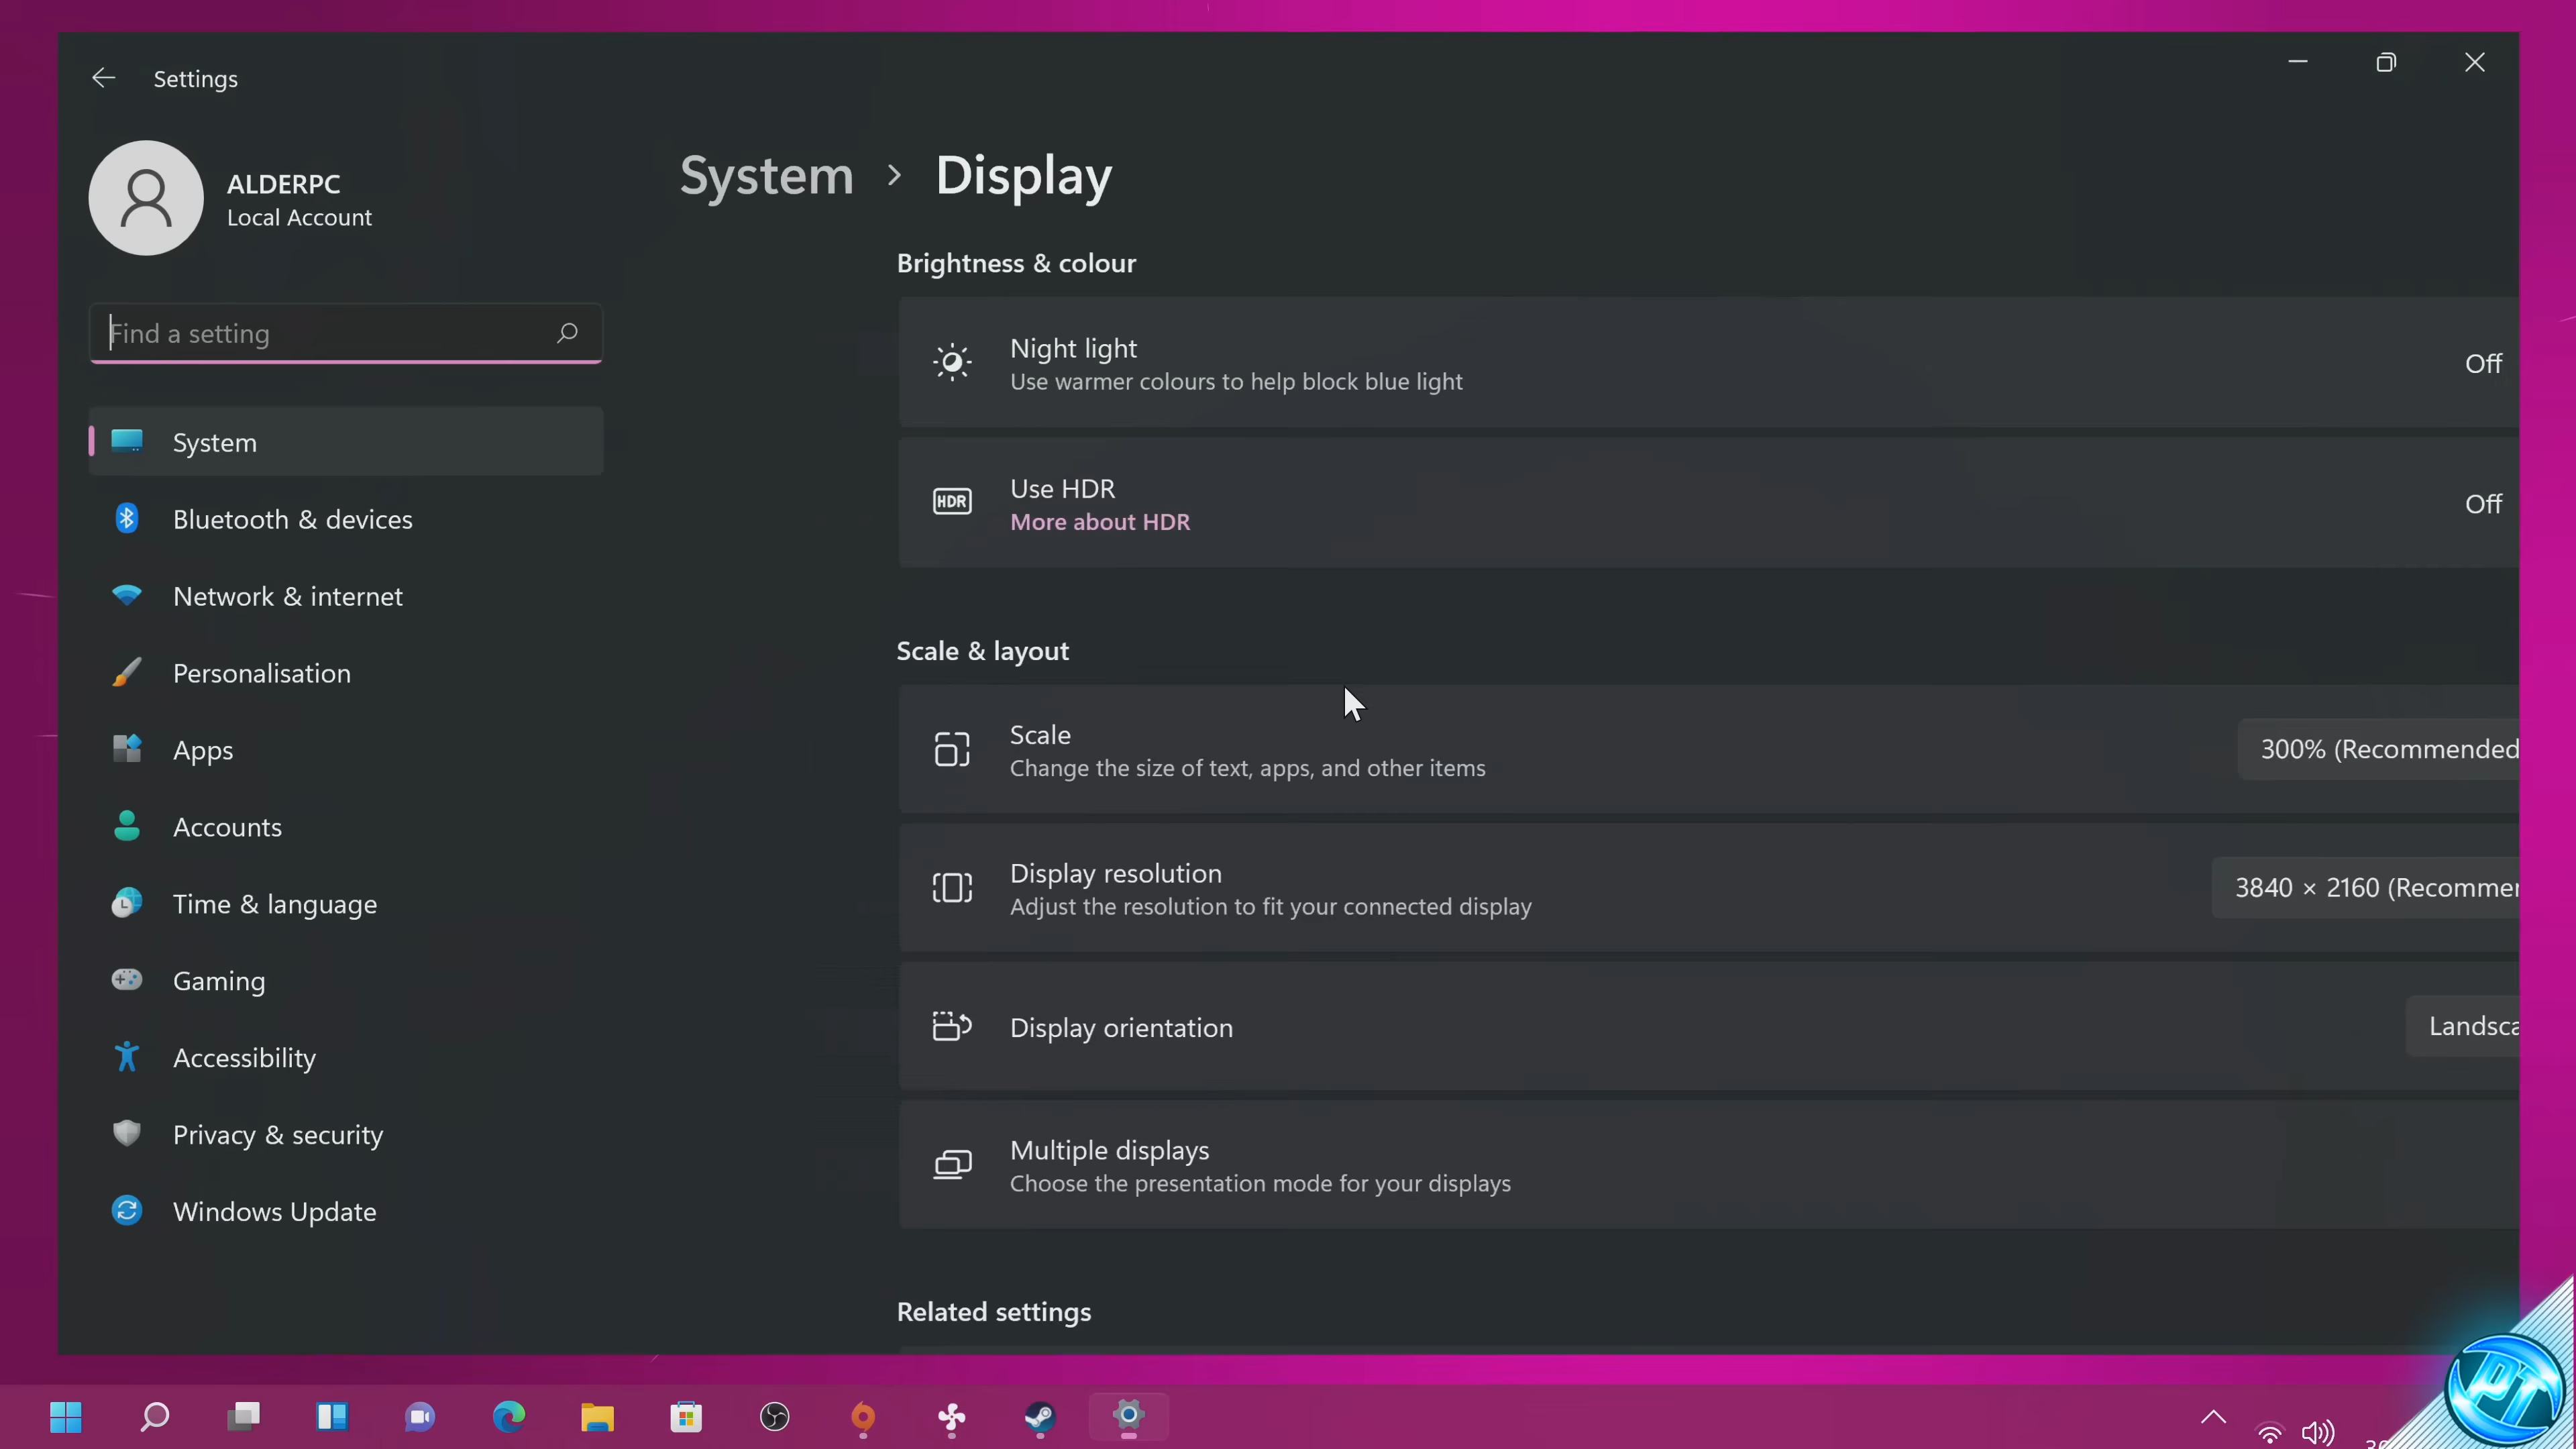 Settings
ALDERPC
Local Account
Find a setting
System
Bluetooth & devices
Network & internet
Personalisation
Apps
Accounts
Time & language
Gaming
Accessibility
Privacy & security
Windows Update
System > Display
Brightness & colour
Night light
Use warmer colours to help block blue light
Off
HDR
Use HDR
More about HDR
Off
Scale & layout
Scale
Change the size of text, apps, and other items
300% (Recommended
Display resolution
Adjust the resolution to fit your connected display
3840 × 2160 (Recommen
Display orientation
Landsca
Multiple displays
Choose the presentation mode for your displays
Related settings
PT